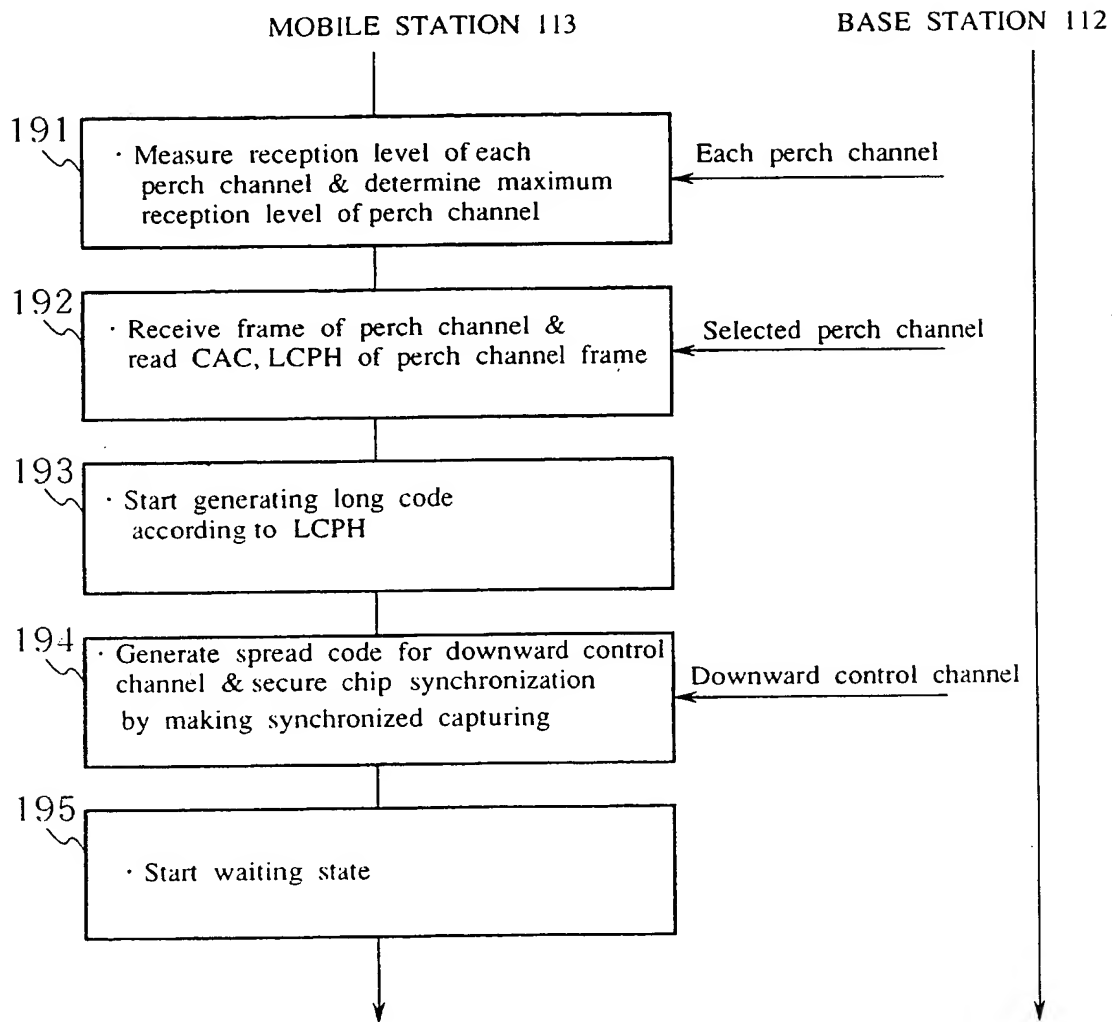 MOBILE STATION 113
BASE STATION 112
191
· Measure reception level of each
perch channel & determine maximum
reception level of perch channel
Each perch channel
192
· Receive frame of perch channel &
read CAC, LCPH of perch channel frame
Selected perch channel
193
· Start generating long code
according to LCPH
194
· Generate spread code for downward control
channel & secure chip synchronization
by making synchronized capturing
Downward control channel
195
· Start waiting state